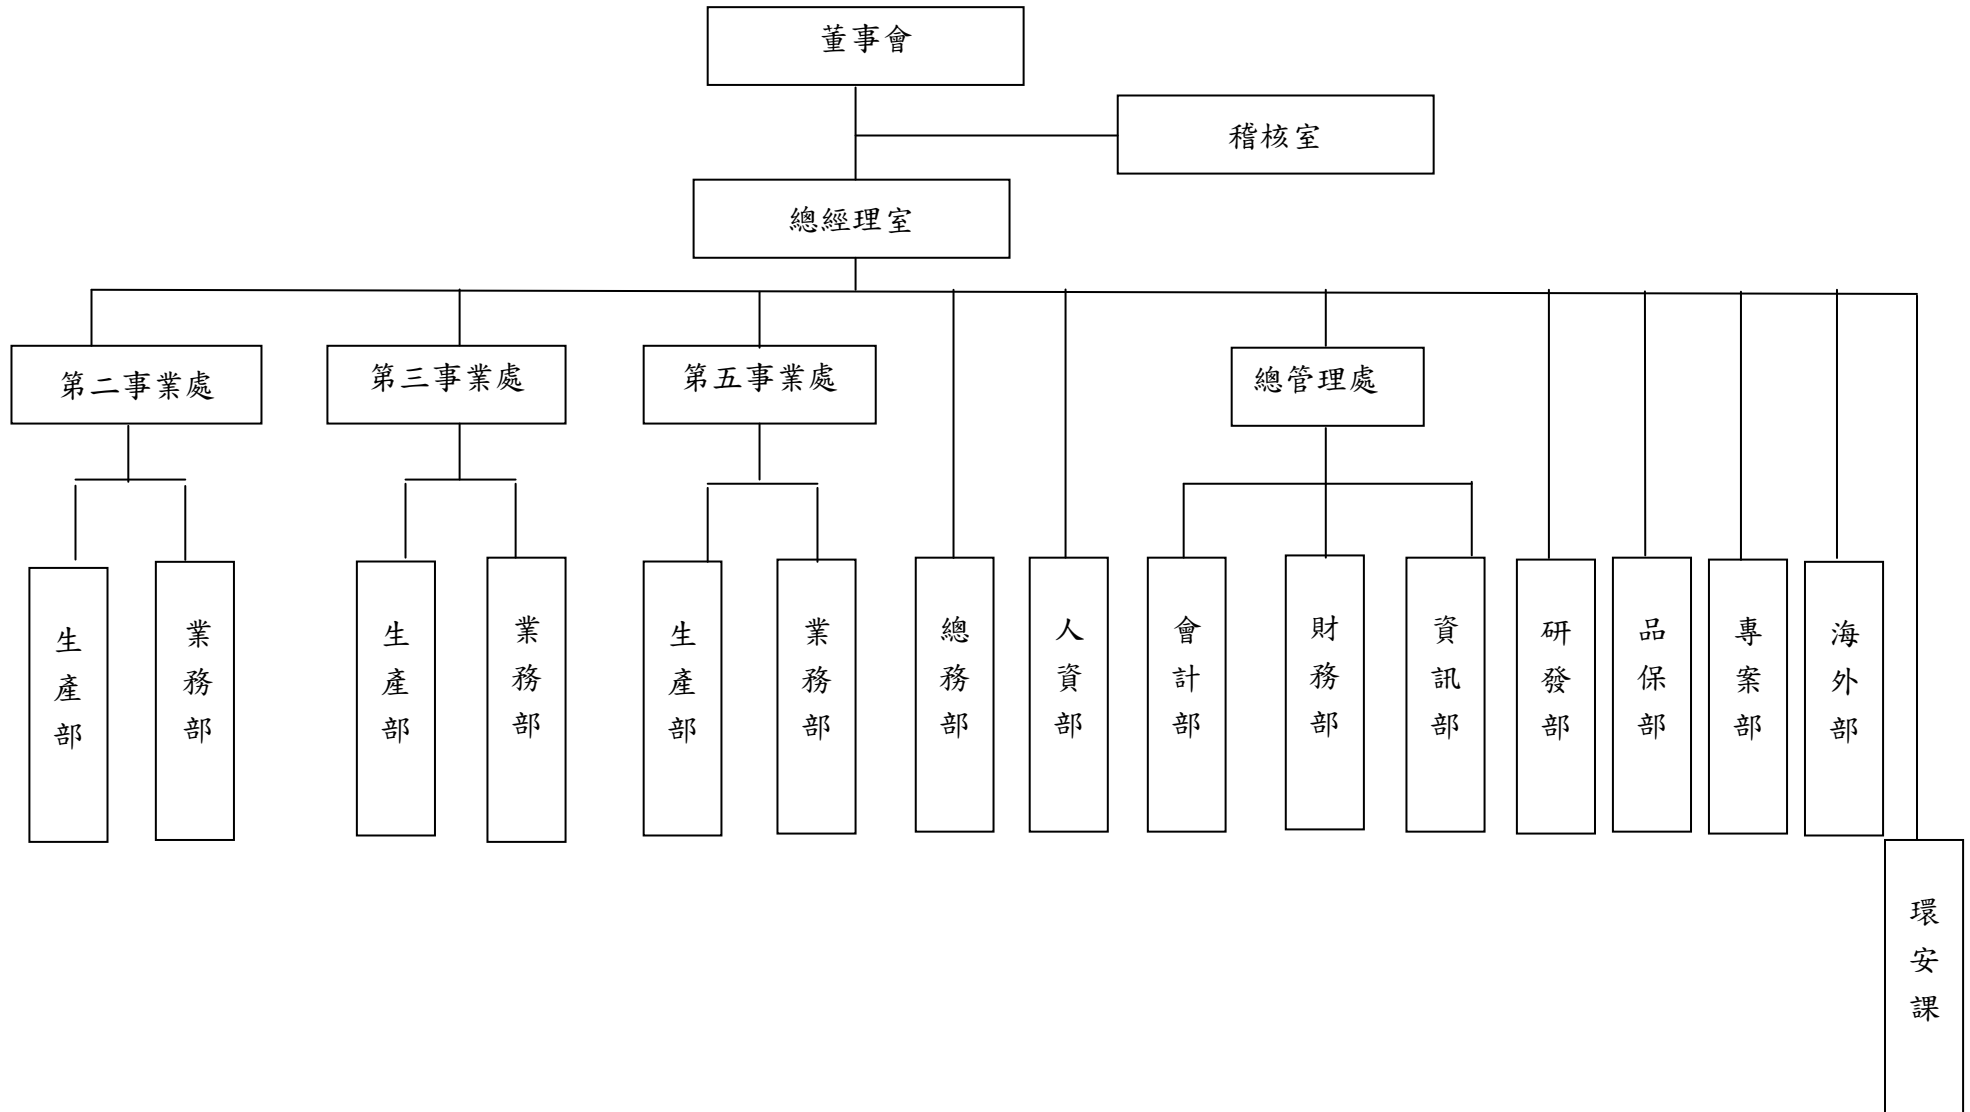 董事會
稽核室
總經理室
第二事業處
第三事業處
第五事業處
總管理處
生產部
業務部
生產部
業務部
生產部
業務部
總務部
人資部
會計部
財務部
資訊部
研發部
品保部
專案部
海外部
環安課